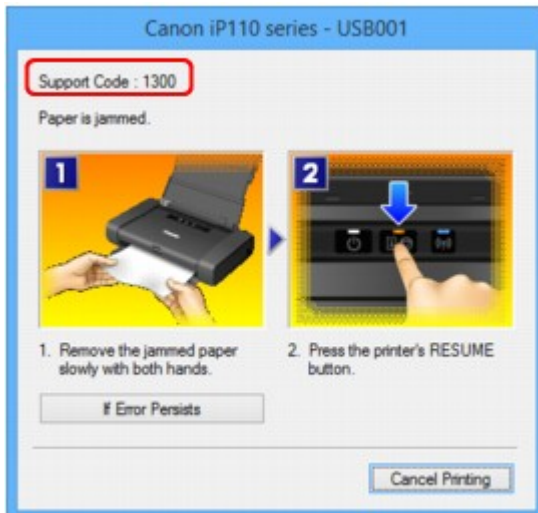 Canon iP110 series - USB001
Support Code : 1300
Paper is jammed.
1
2
1. Remove the jammed paper
slowly with both hands.
2. Press the printer's RESUME
button.
If Error Persists
Cancel Printing